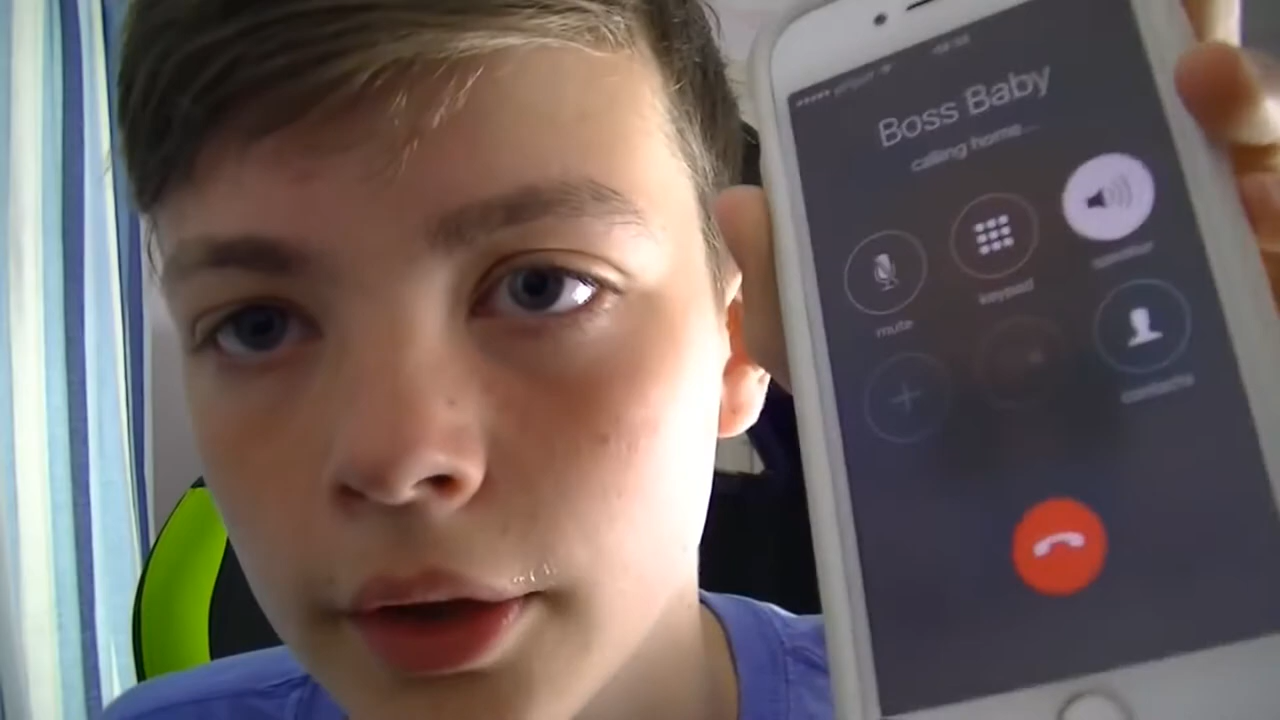 Boss Baby
calling home...
mute
keypad
speaker
contacts